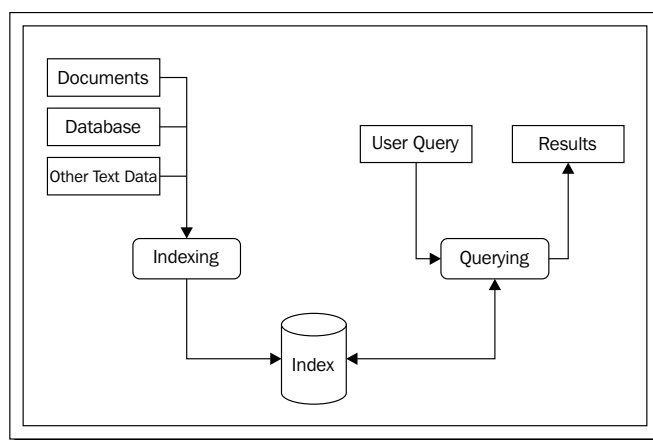 Documents
Database
Other Text Data
User Query
Results
Indexing
Querying
Index